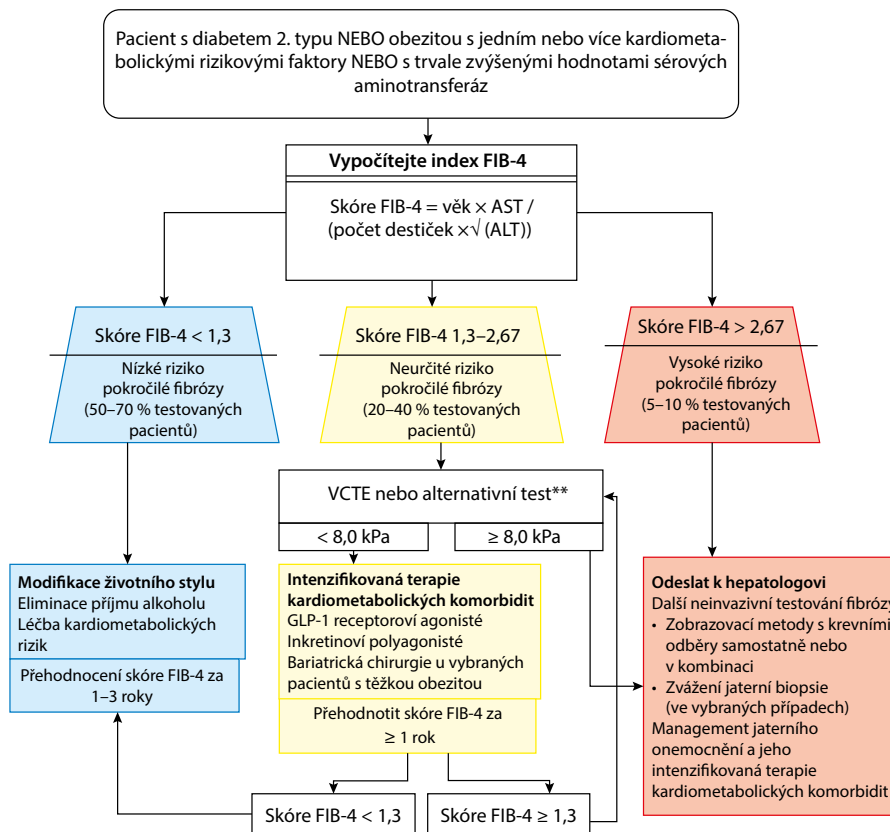 Pacient s diabetem 2. typu NEBO obezitou s jedním nebo více kardiometa-
bolickými rizikovými faktory NEBO s trvale zvýšenými hodnotami sérových
aminotransferáz
Vypočítejte index FIB-4
Skóre FIB-4 = věk × AST /
(počet destiček ×√ (ALT))
Skóre FIB-4 < 1,3
Nízké riziko
pokročilé fibrózy
(50–70 % testovaných
pacientů)
Skóre FIB-4 1,3–2,67
Neurčité riziko
pokročilé fibrózy
(20–40 % testovaných
pacientů)
Skóre FIB-4 > 2,67
Vysoké riziko
pokročilé fibrózy
(5–10 % testovaných
pacientů)
VCTE nebo alternativní test**
< 8,0 kPa
≥ 8,0 kPa
Modifikace životního stylu
Eliminace příjmu alkoholu
Léčba kardiometabolických
rizik
Přehodnocení skóre FIB-4 za
1–3 roky
Intenzifikovaná terapie
kardiometabolických komorbidit
GLP-1 receptoroví agonisté
Inkretinoví polyagonisté
Bariatrická chirurgie u vybraných
pacientů s těžkou obezitou
Přehodnotit skóre FIB-4 za
≥ 1 rok
Odeslat k hepatologovi
Další neinvazivní testování fibrózy
• Zobrazovací metody s krevními
odběry samostatně nebo
v kombinaci
• Zvážení jaterní biopsie
(ve vybraných případech)
Management jaterního
onemocnění a jeho
intenzifikovaná terapie
kardiometabolických komorbidit
Skóre FIB-4 < 1,3
Skóre FIB-4 ≥ 1,3